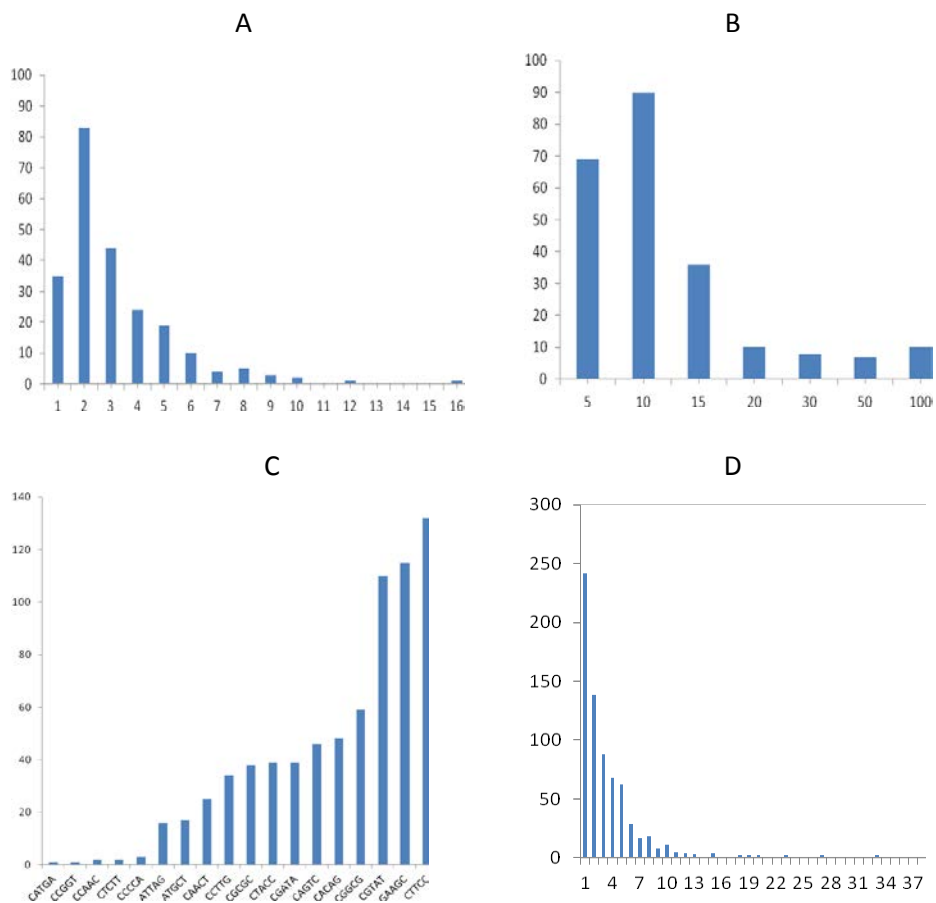 A
100
90
80
70
60
50
40
30
20
10
0
1 2 3 4 5 6 7 8 9 10 11 12 13 14 15 16
B
100
90
80
70
60
50
40
30
20
10
0
5 10 15 20 30 50 1000
C
140
120
100
80
60
40
20
0
CATGA
CCGGT
CCAAC
CTCTT
CCCCA
ATTAG
ATGCT
CAACT
CCTTG
CGCGC
CTACC
CGATA
CAGTC
CACAG
CGGCG
CGTAT
GAAGC
CTTCC
D
300
250
200
150
100
50
0
1 4 7 10 13 16 19 22 25 28 31 34 37